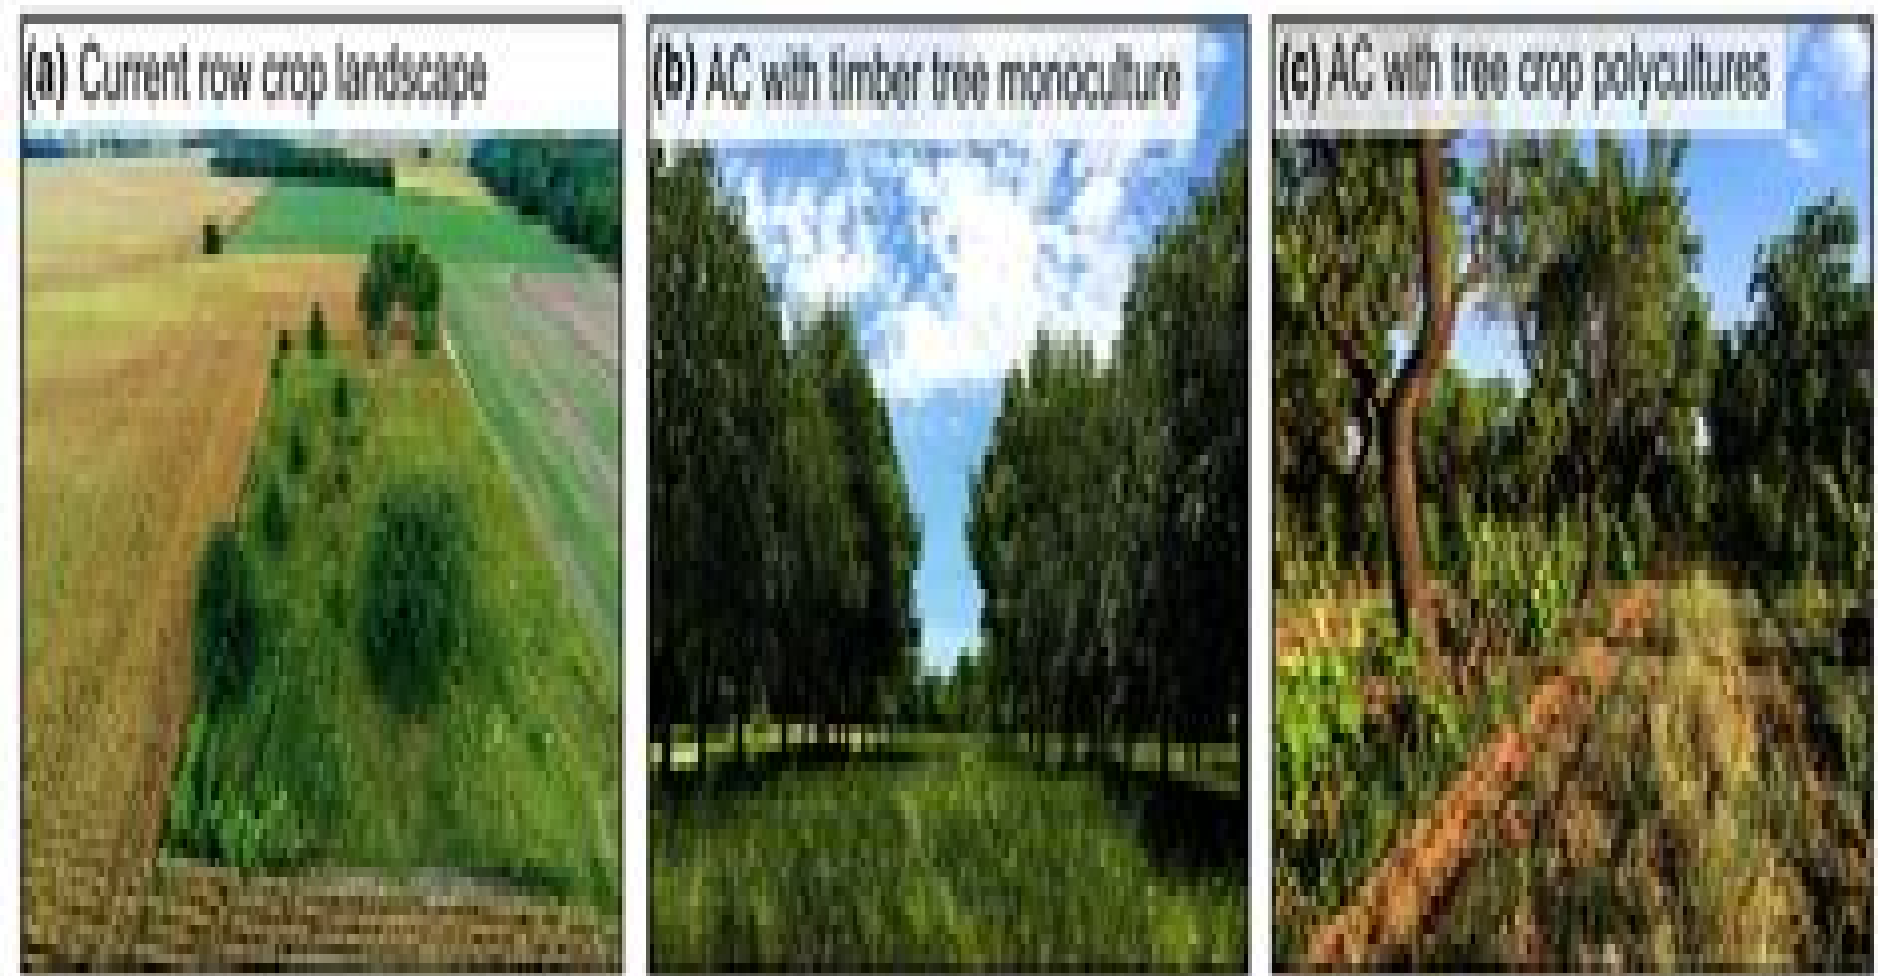 (a) Current row crop landscape
(b) AC with timber tree monoculture
(c) AC with tree crop polycultures